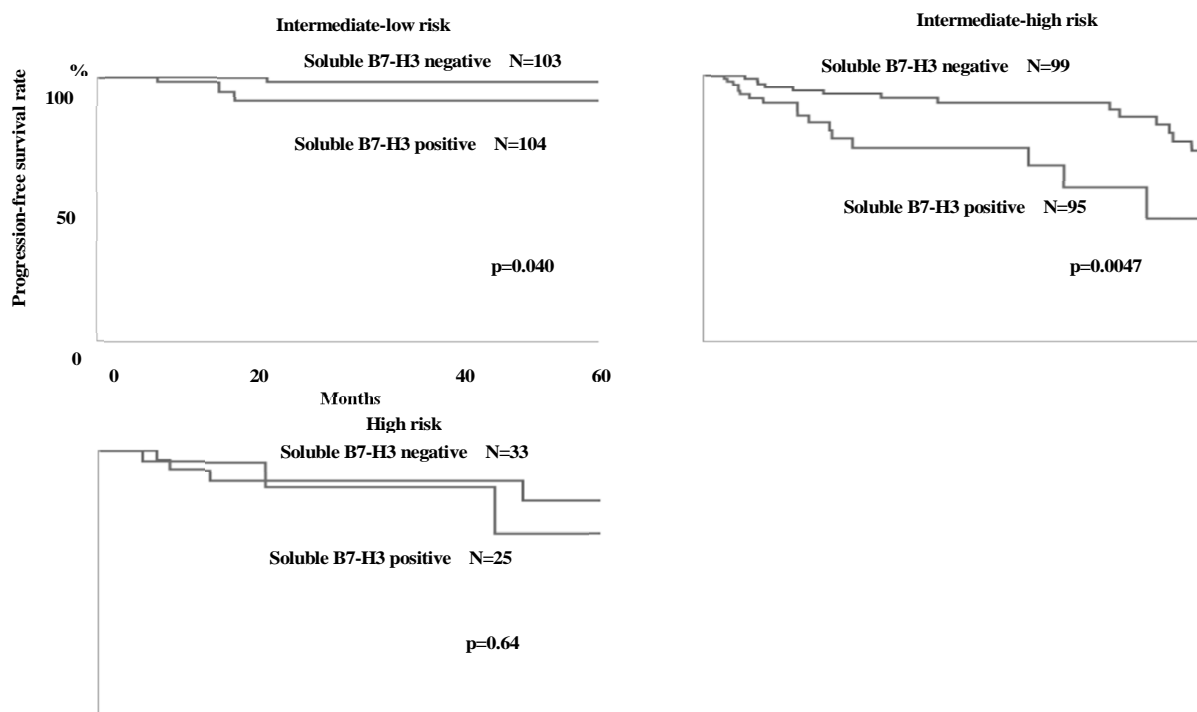 Intermediate-low risk
Soluble B7-H3 negative N=103
%
100
Soluble B7-H3 positive N=104
50
p=0.040
0
Progression-free survival rate
0 20 40 60
Months
Intermediate-high risk
Soluble B7-H3 negative N=99
Soluble B7-H3 positive N=95
p=0.0047
High risk
Soluble B7-H3 negative N=33
Soluble B7-H3 positive N=25
p=0.64